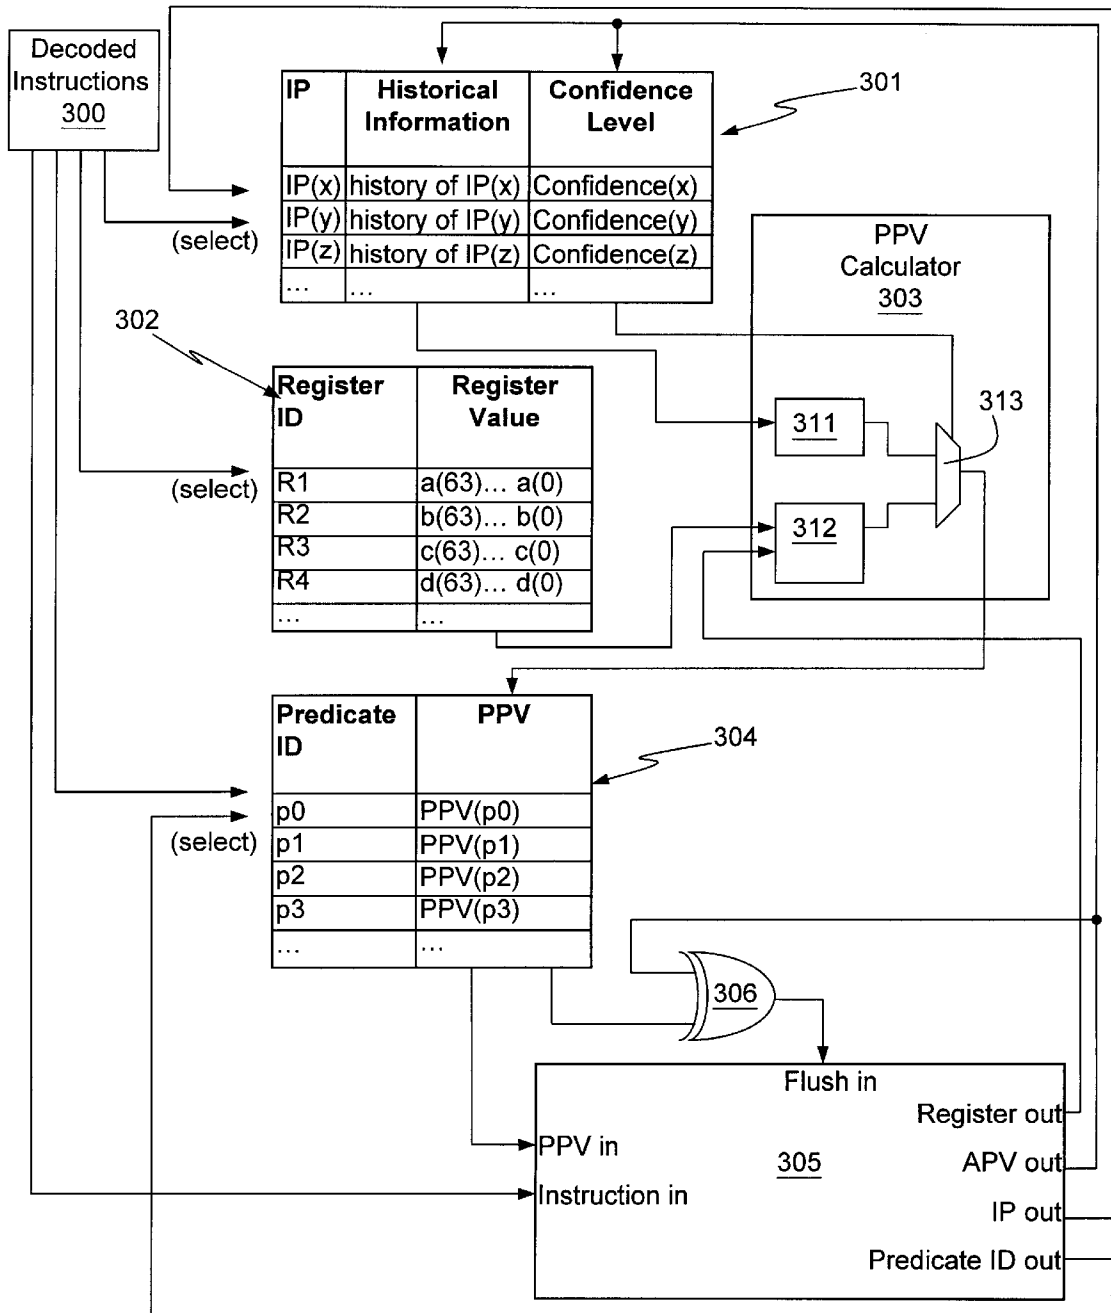 Decoded
Instructions
300
IP
Historical
Information
Confidence
Level
301
IP(x)
history of IP(x)
Confidence(x)
IP(y)
history of IP(y)
Confidence(y)
(select)
IP(z)
history of IP(z)
Confidence(z)
...
...
...
PPV
Calculator
303
302
Register
ID
Register
Value
311
313
312
(select)
R1
a(63)... a(0)
R2
b(63)... b(0)
R3
c(63)... c(0)
R4
d(63)... d(0)
...
...
Predicate
ID
PPV
304
p0
PPV(p0)
(select)
p1
PPV(p1)
p2
PPV(p2)
p3
PPV(p3)
...
...
306
Flush in
Register out
PPV in
305
APV out
Instruction in
IP out
Predicate ID out